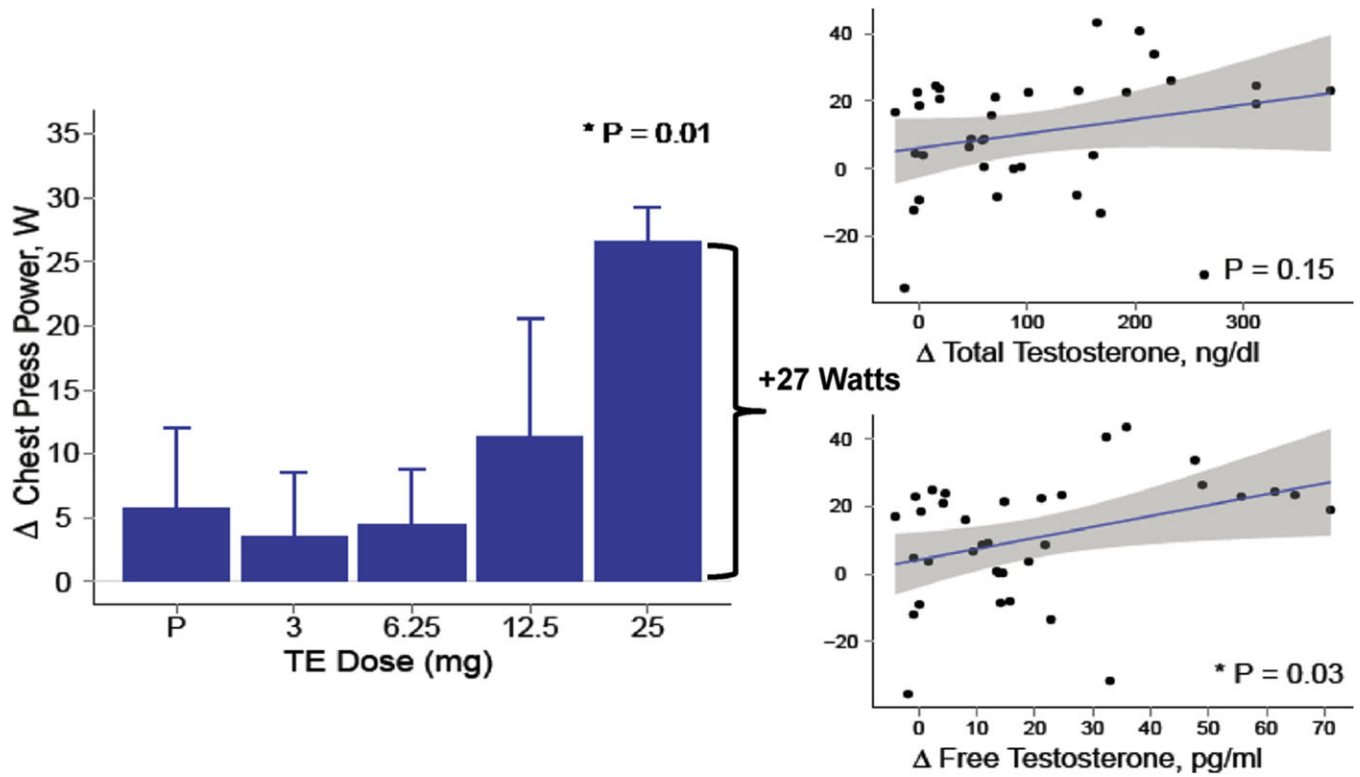 Δ Chest Press Power, W
35
30
25
20
15
10
5
0
* P = 0.01
+27 Watts
P 3 6.25 12.5 25
TE Dose (mg)
40
20
0
−20
P = 0.15
0 100 200 300
Δ Total Testosterone, ng/dl
40
20
0
−20
* P = 0.03
0 10 20 30 40 50 60 70
Δ Free Testosterone, pg/ml